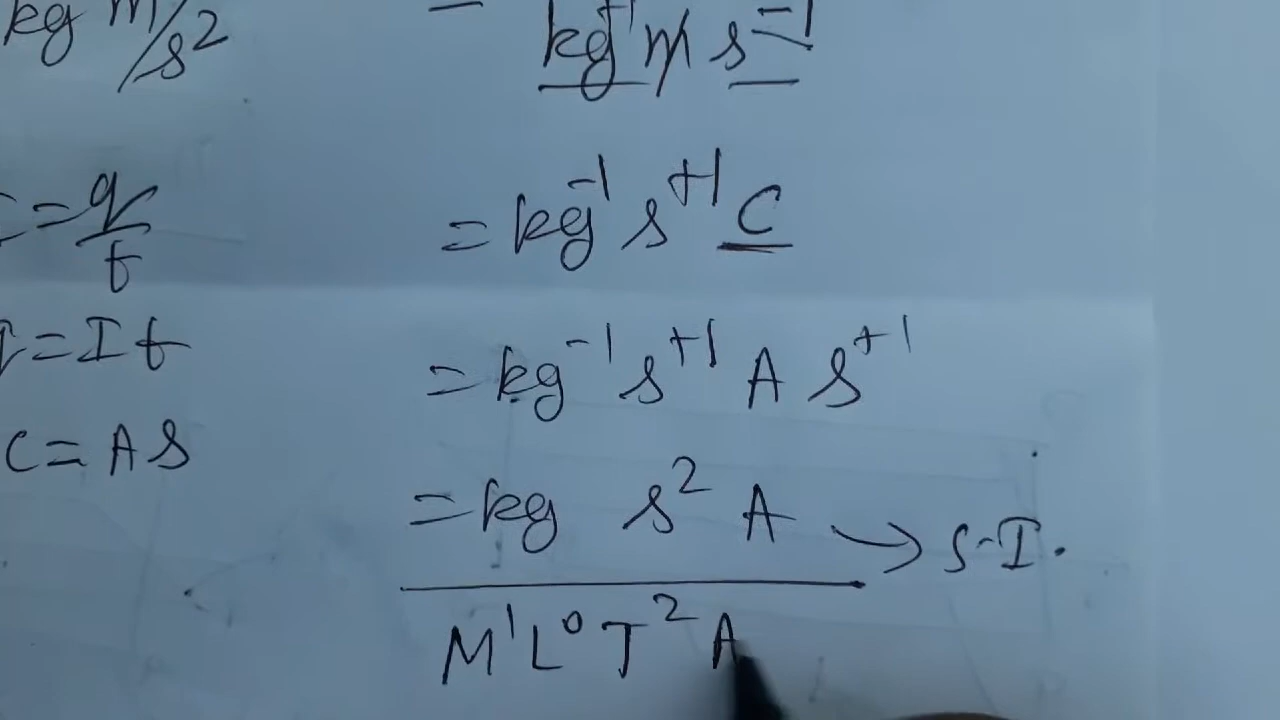 kg m/s²
kg⁺¹ m s⁻¹
= q/t
= kg⁻¹ s⁺¹ C
= I t
= kg⁻¹ s⁺¹ A s⁺¹
C = A s
= kg s² A → S.I.
M¹ L⁰ T² A